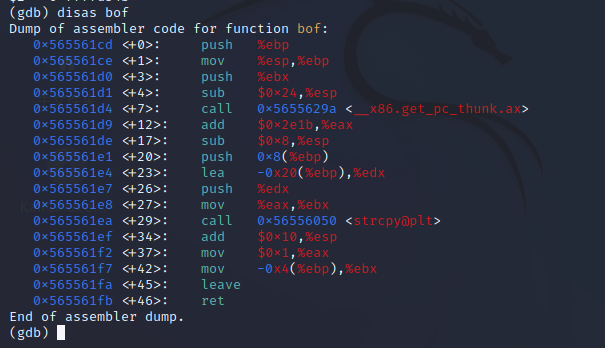 (gdb) disas bof
Dump of assembler code for function bof:
0x565561cd <+0>: push %ebp
0x565561ce <+1>: mov %esp,%ebp
0x565561d0 <+3>: push %ebx
0x565561d1 <+4>: sub $0x24,%esp
0x565561d4 <+7>: call 0x5655629a <__x86.get_pc_thunk.ax>
0x565561d9 <+12>: add $0x2e1b,%eax
0x565561de <+17>: sub $0x8,%esp
0x565561e1 <+20>: push 0x8(%ebp)
0x565561e4 <+23>: lea -0x20(%ebp),%edx
0x565561e7 <+26>: push %edx
0x565561e8 <+27>: mov %eax,%ebx
0x565561ea <+29>: call 0x56556050 <strcpy@plt>
0x565561ef <+34>: add $0x10,%esp
0x565561f2 <+37>: mov $0x1,%eax
0x565561f7 <+42>: mov -0x4(%ebp),%ebx
0x565561fa <+45>: leave
0x565561fb <+46>: ret
End of assembler dump.
(gdb)